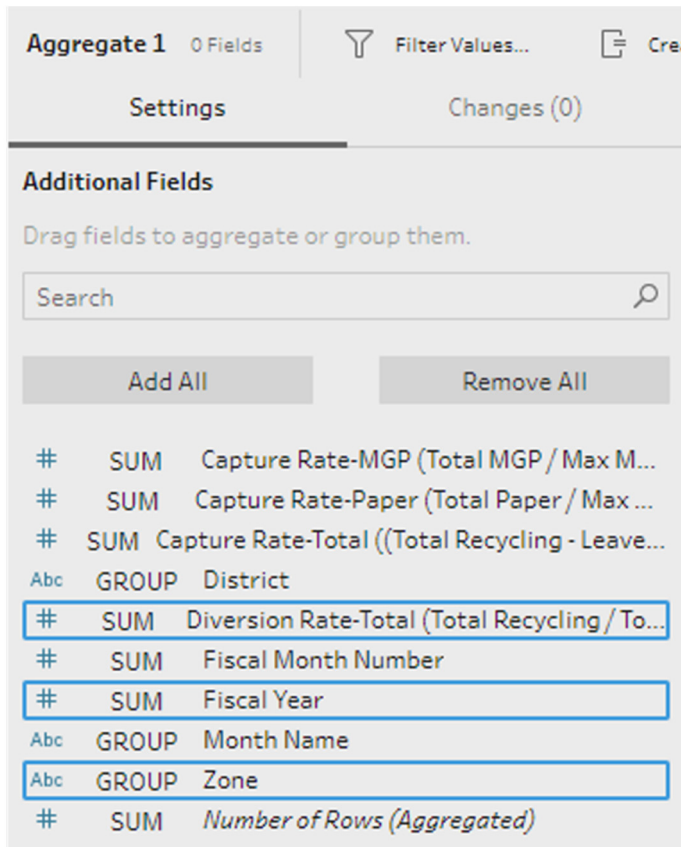 Aggregate 1 0 Fields Filter Values... Cre
Settings Changes (0)
Additional Fields
Drag fields to aggregate or group them.
Search
Add All Remove All
# SUM Capture Rate-MGP (Total MGP / Max M...
# SUM Capture Rate-Paper (Total Paper / Max ...
# SUM Capture Rate-Total ((Total Recycling - Leave...
Abc GROUP District
# SUM Diversion Rate-Total (Total Recycling / To...
# SUM Fiscal Month Number
# SUM Fiscal Year
Abc GROUP Month Name
Abc GROUP Zone
# SUM Number of Rows (Aggregated)